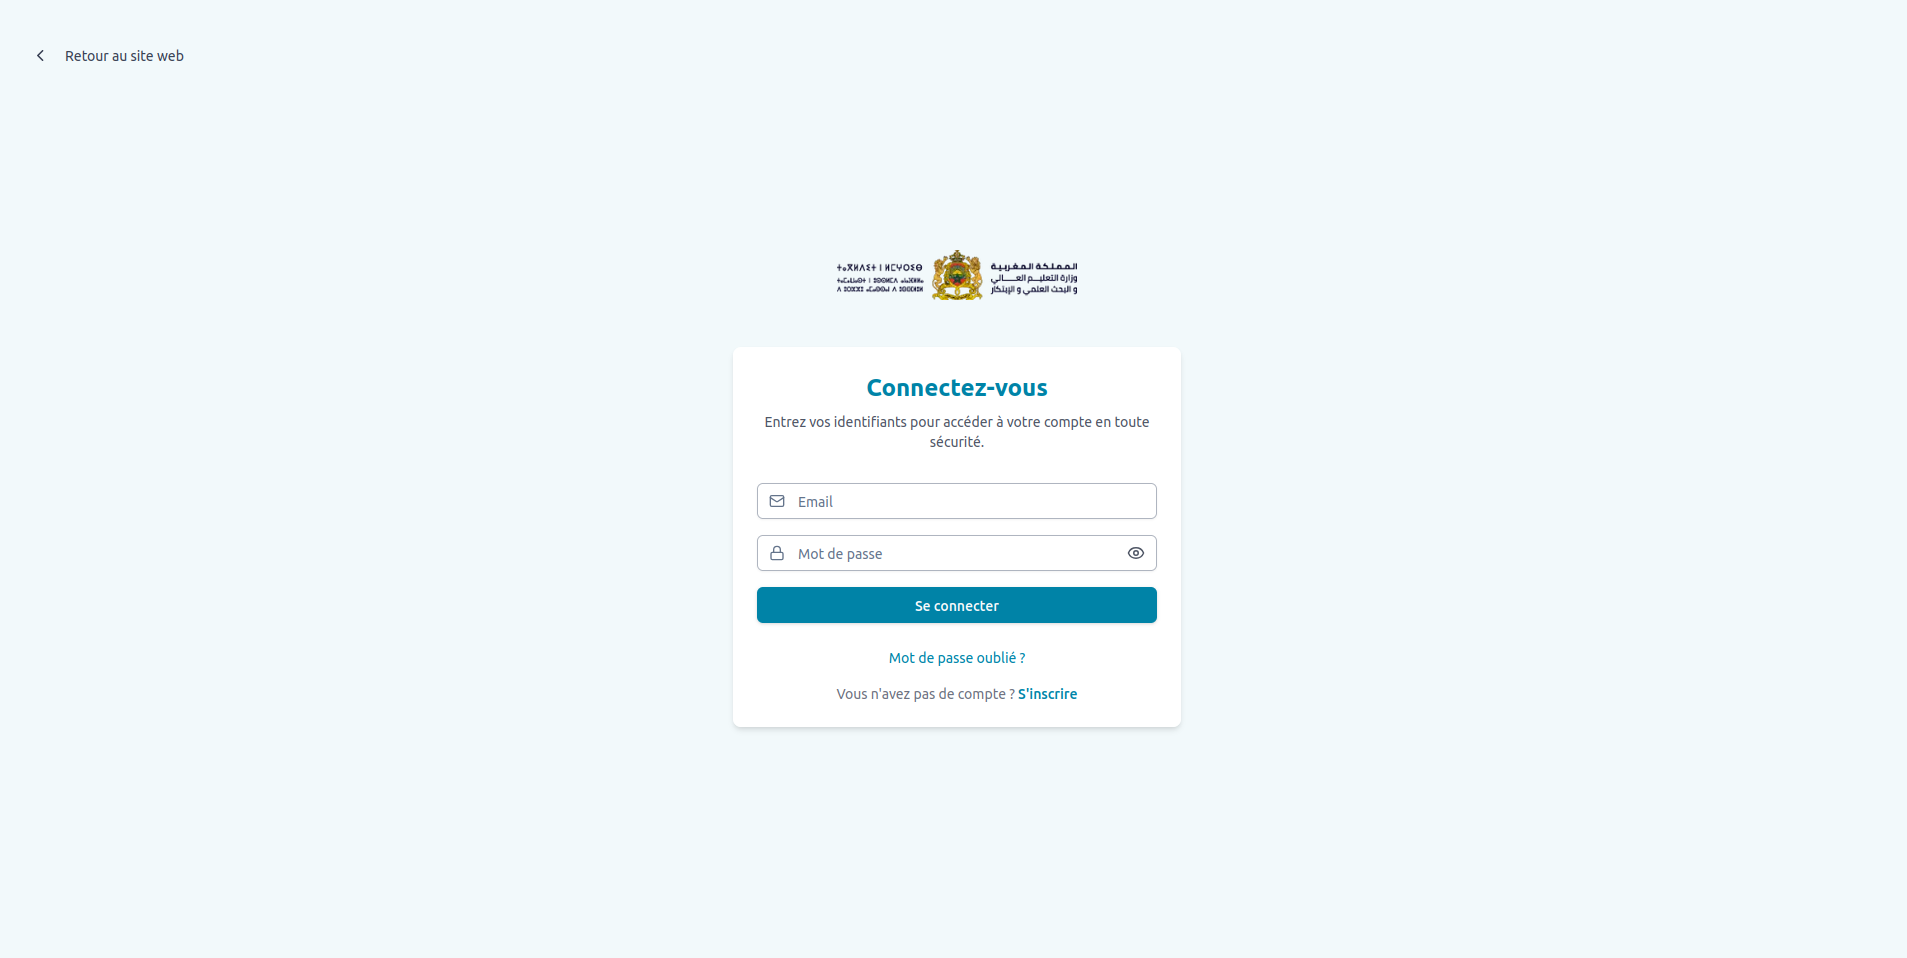 Retour au site web
ⵜⴰⴳⵍⴷⵉⵜ ⵏ ⵍⵎⵖⵔⵉⴱ
المملكة المغربية
وزارة التعليم العالي
و البحث العلمي و الإبتكار
Connectez-vous
Entrez vos identifiants pour accéder à votre compte en toute
sécurité.
Email
Mot de passe
Se connecter
Mot de passe oublié ?
Vous n'avez pas de compte ? S'inscrire